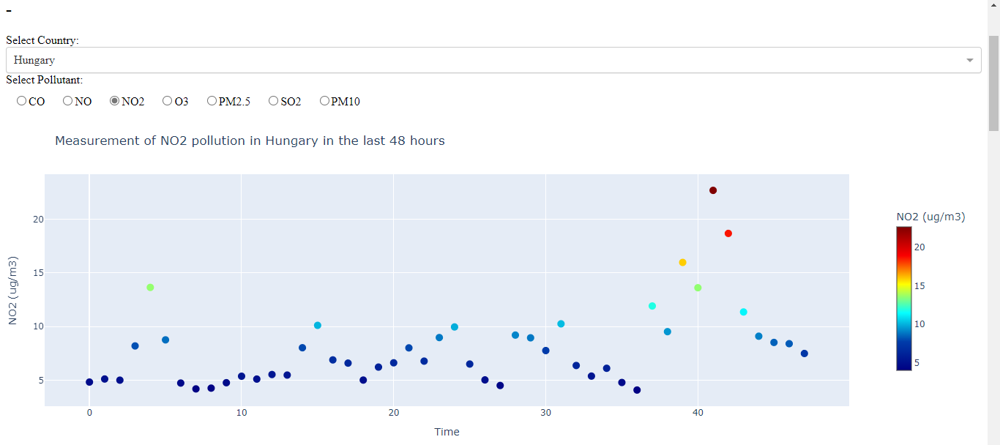 -
Select Country:
Hungary
Select Pollutant:
CO NO NO2 O3 PM2.5 SO2 PM10
Measurement of NO2 pollution in Hungary in the last 48 hours
NO2 (ug/m3)
20
15
10
5
0 10 20 30 40
Time
NO2 (ug/m3)
20
15
10
5